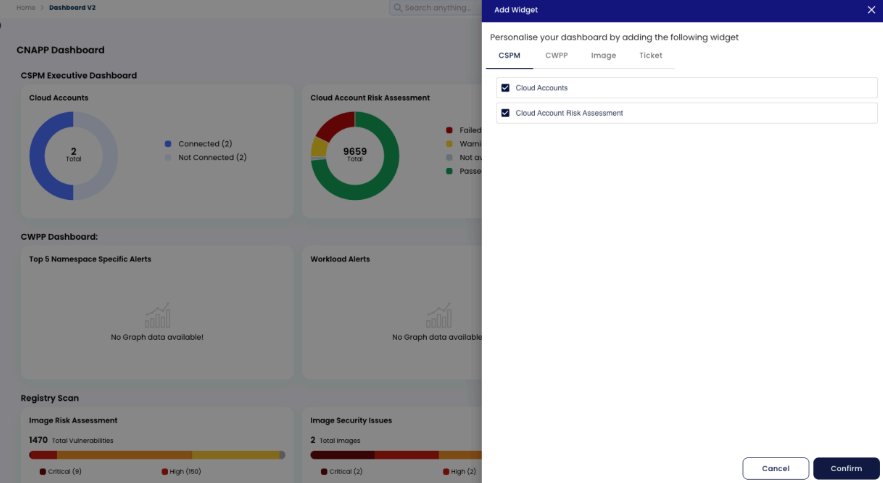 Home > Dashboard V2
Search anything...
CNAPP Dashboard
CSPM Executive Dashboard
Cloud Accounts
2
Total
Connected (2)
Not Connected (2)
Cloud Account Risk Assessment
9659
Total
Failed
Warni
Not av
Passe
CWPP Dashboard:
Top 5 Namespace Specific Alerts
No Graph data available!
Workload Alerts
No Graph data available
Registry Scan
Image Risk Assessment
1470 Total Vulnerabilities
Critical (9)
High (150)
Image Security Issues
2 Total Images
Critical (2)
High (2)
Add Widget
Personalise your dashboard by adding the following widget
CSPM CWPP Image Ticket
Cloud Accounts
Cloud Account Risk Assessment
Cancel Confirm